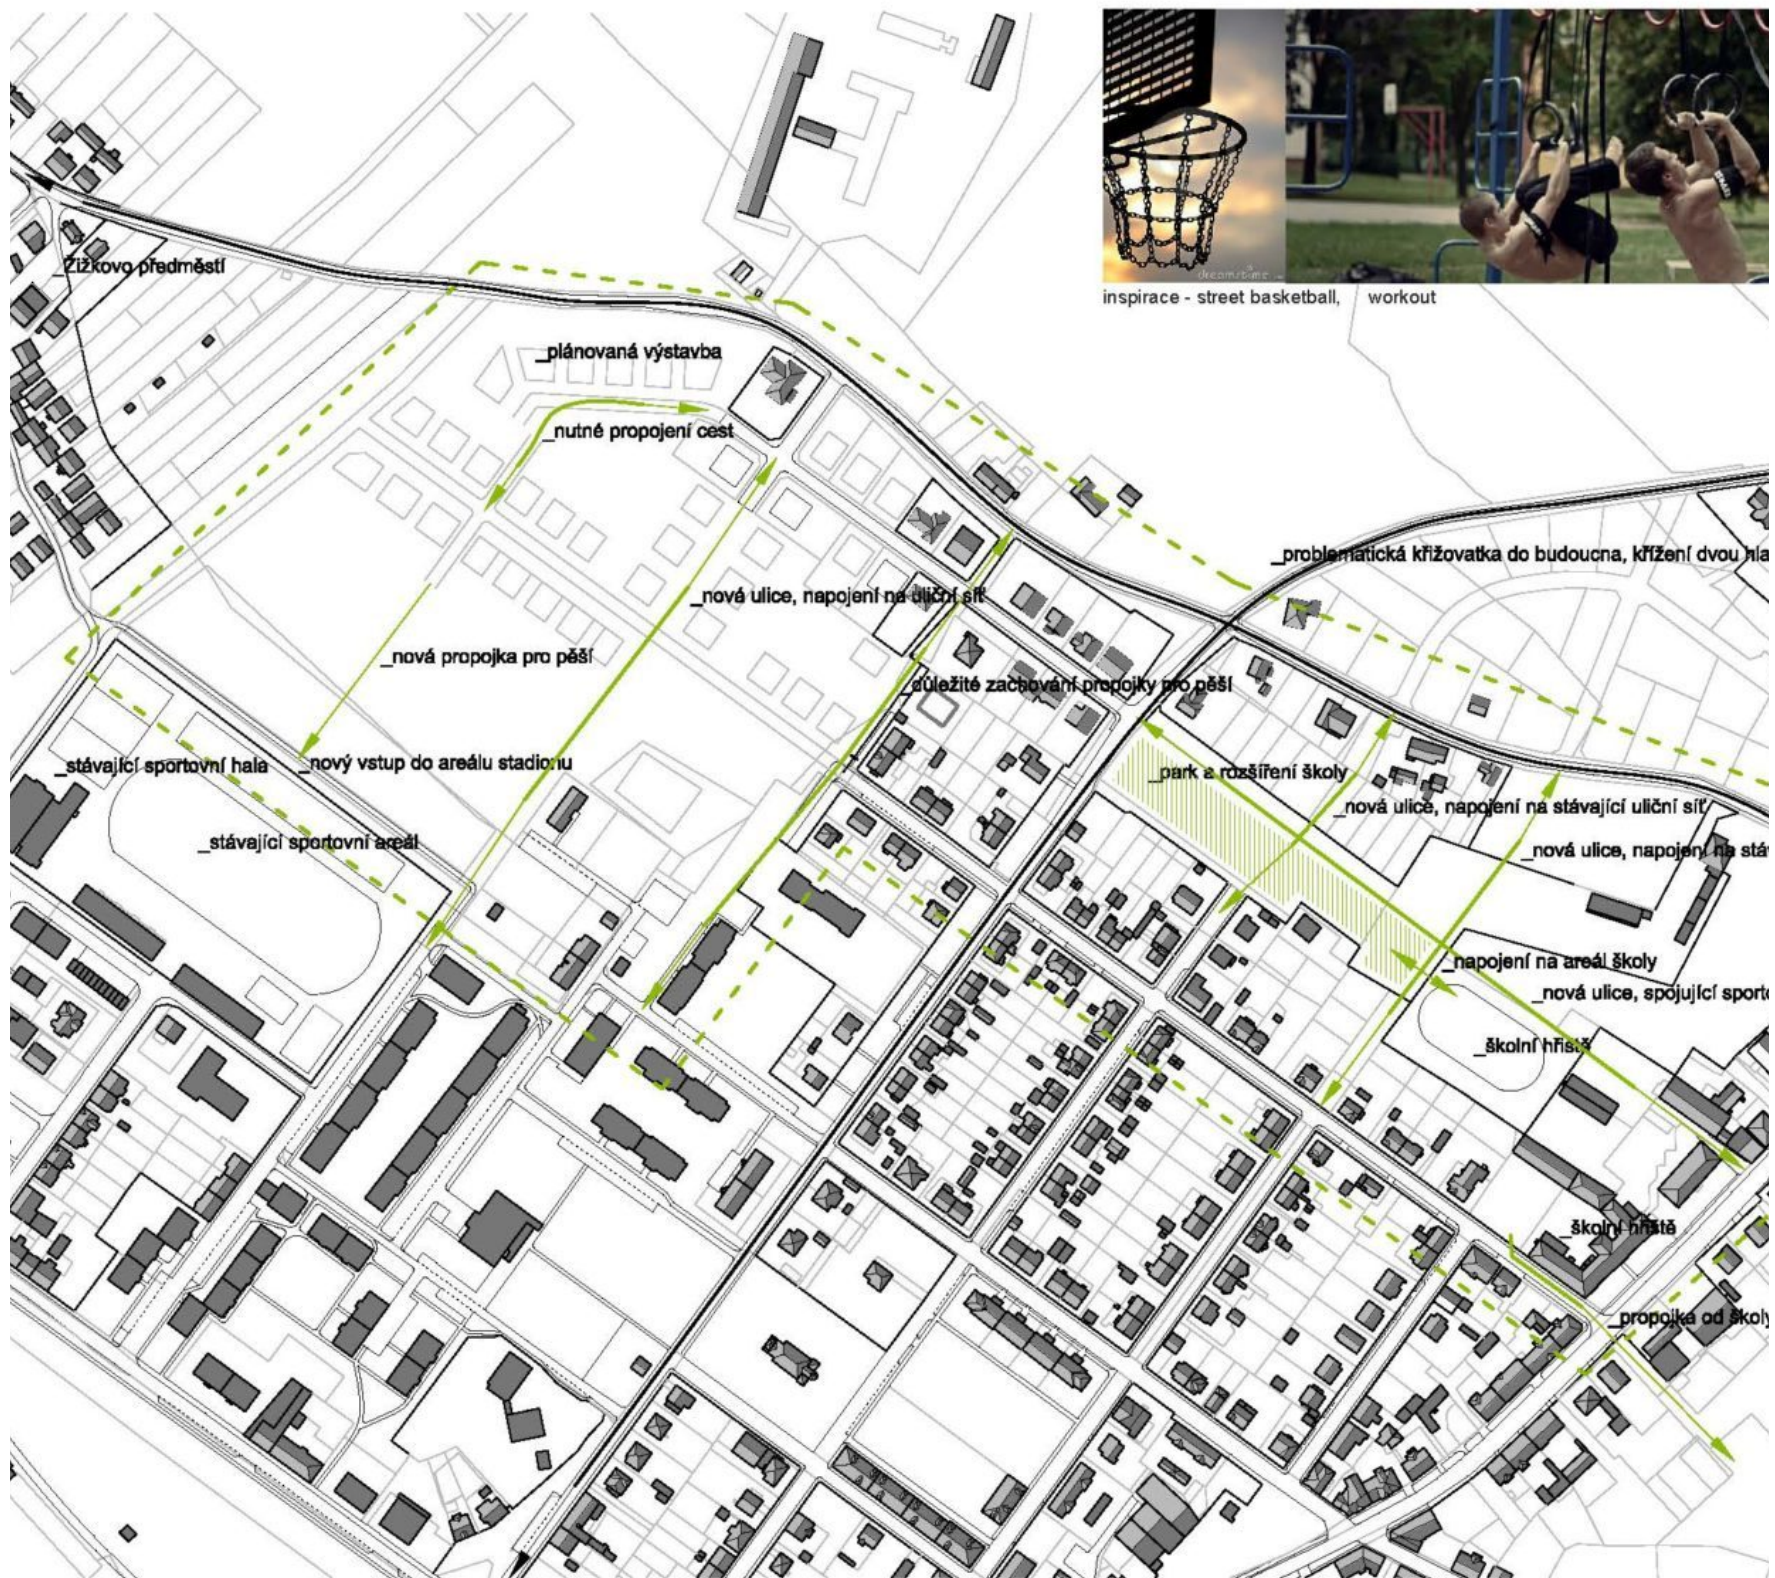 dreamstime
inspirace - street basketball, workout
_Žižkovo předměstí
_plánovaná výstavba
_nutné propojení cest
_problematická křižovatka do budoucna, křížení dvou hla
_nová ulice, napojení na uliční síť
_nová propojka pro pěší
_důležité zachování propojky pro pěší
_stávající sportovní hala
_nový vstup do areálu stadionu
_park a rozšíření školy
_nová ulice, napojení na stávající uliční síť
_stávající sportovní areál
_nová ulice, napojení na stáv
_napojení na areál školy
_nová ulice, spojující sporto
_školní hřiště
_školní hřiště
_propojka od školy